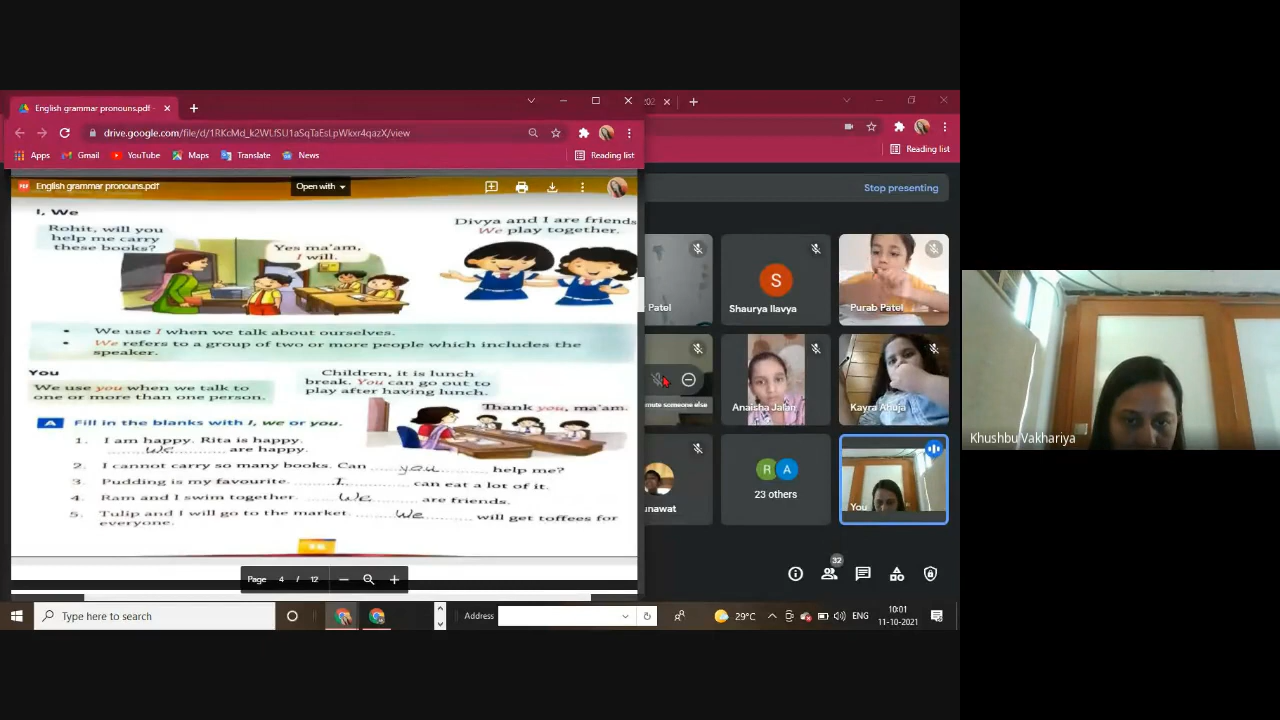 English grammar pronouns.pdf -
:02
drive.google.com/file/d/1RKcMd_k2WLfSU1aSqTaEsLpWkxr4qazX/view
Apps
Gmail
YouTube
Maps
Translate
News
Reading list
Reading list
English grammar pronouns.pdf
Open with
Stop presenting
I, We
Rohit, will you
help me carry
these books?
Yes ma'am,
I will.
Divya and I are friends
We play together.
We use I when we talk about ourselves.
We refers to a group of two or more people which includes the
speaker.
You
We use you when we talk to
one or more than one person.
Children, it is lunch
break. You can go out to
play after having lunch.
Thank you, ma'am.
A Fill in the blanks with I, we or you.
1. I am happy. Rita is happy.
We are happy.
2. I cannot carry so many books. Can you help me?
3. Pudding is my favourite. I can eat a lot of it.
4. Ram and I swim together. We are friends.
5. Tulip and I will go to the market. We will get toffees for
everyone.
Page 4 / 12
Patel
S
Shaurya Ilavya
Purab Patel
mute someone else
Anaisha Jalan
Kayra Ahuja
unawat
R A
23 others
You
32
Khushbu Vakhariya
Type here to search
Address
29°C
ENG
10:01
11-10-2021